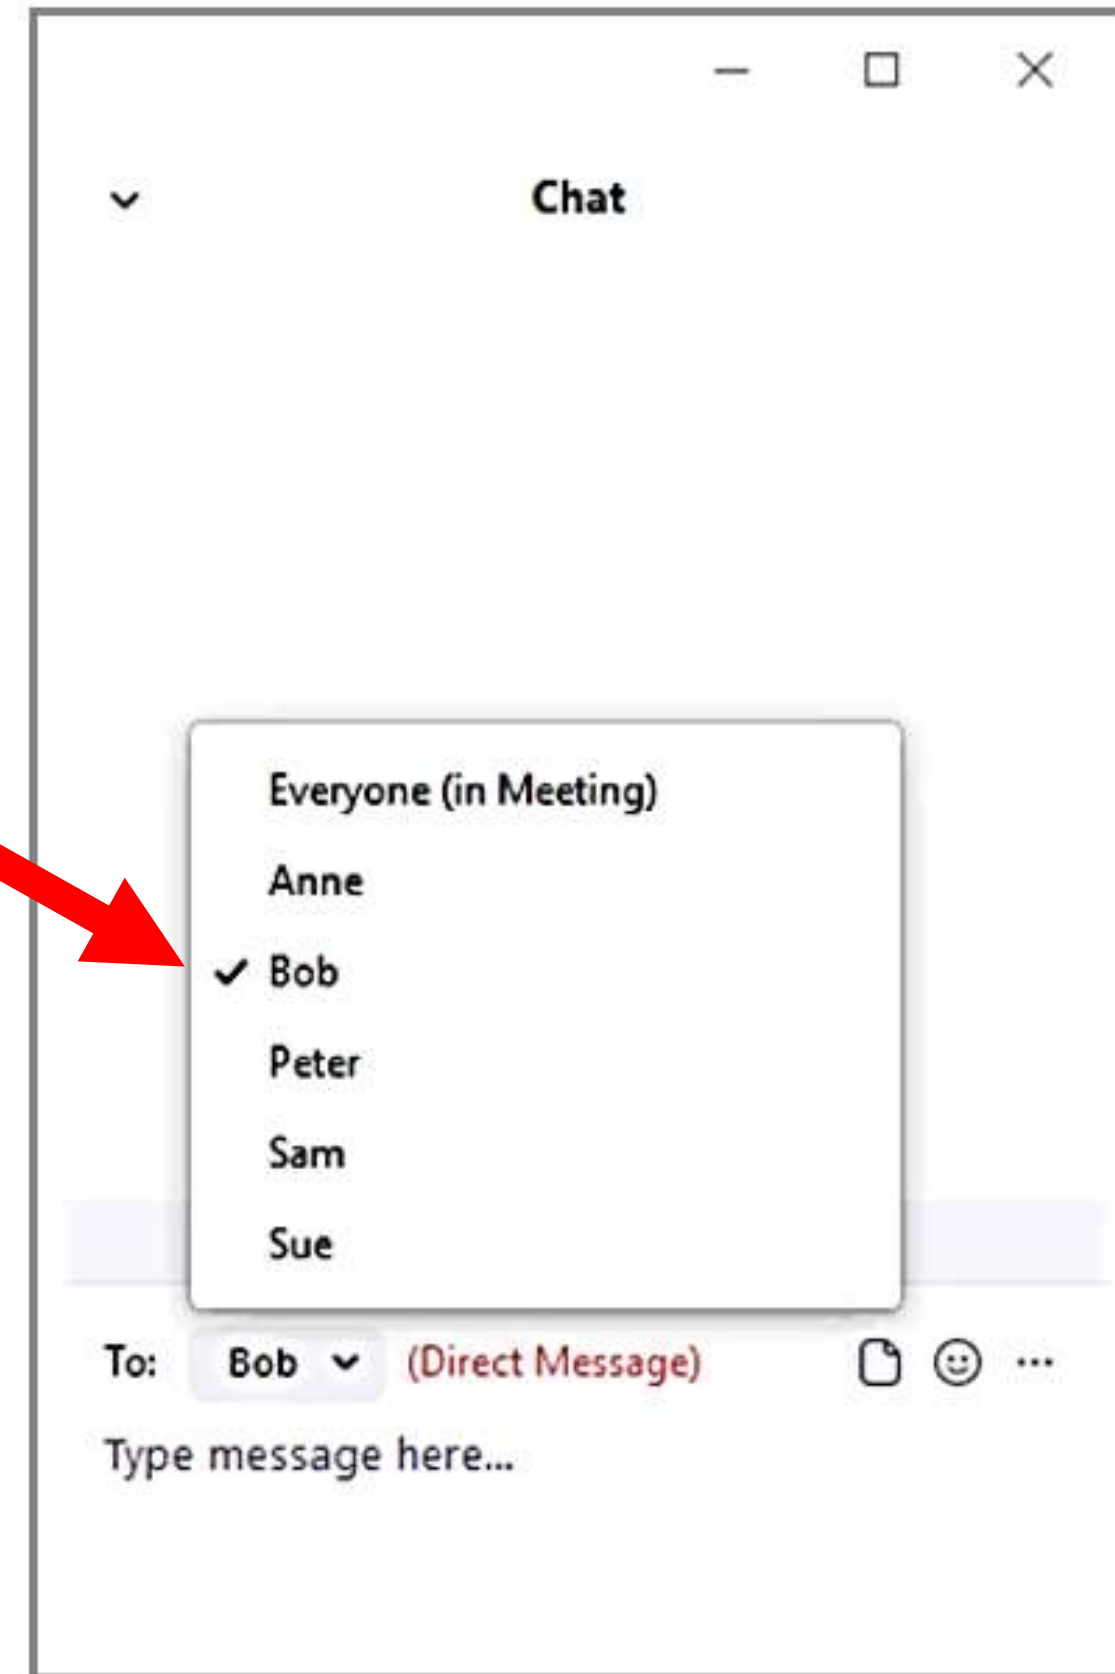 Chat
Everyone (in Meeting)
Anne
Bob
Peter
Sam
Sue
To: Bob (Direct Message) ...
Type message here...